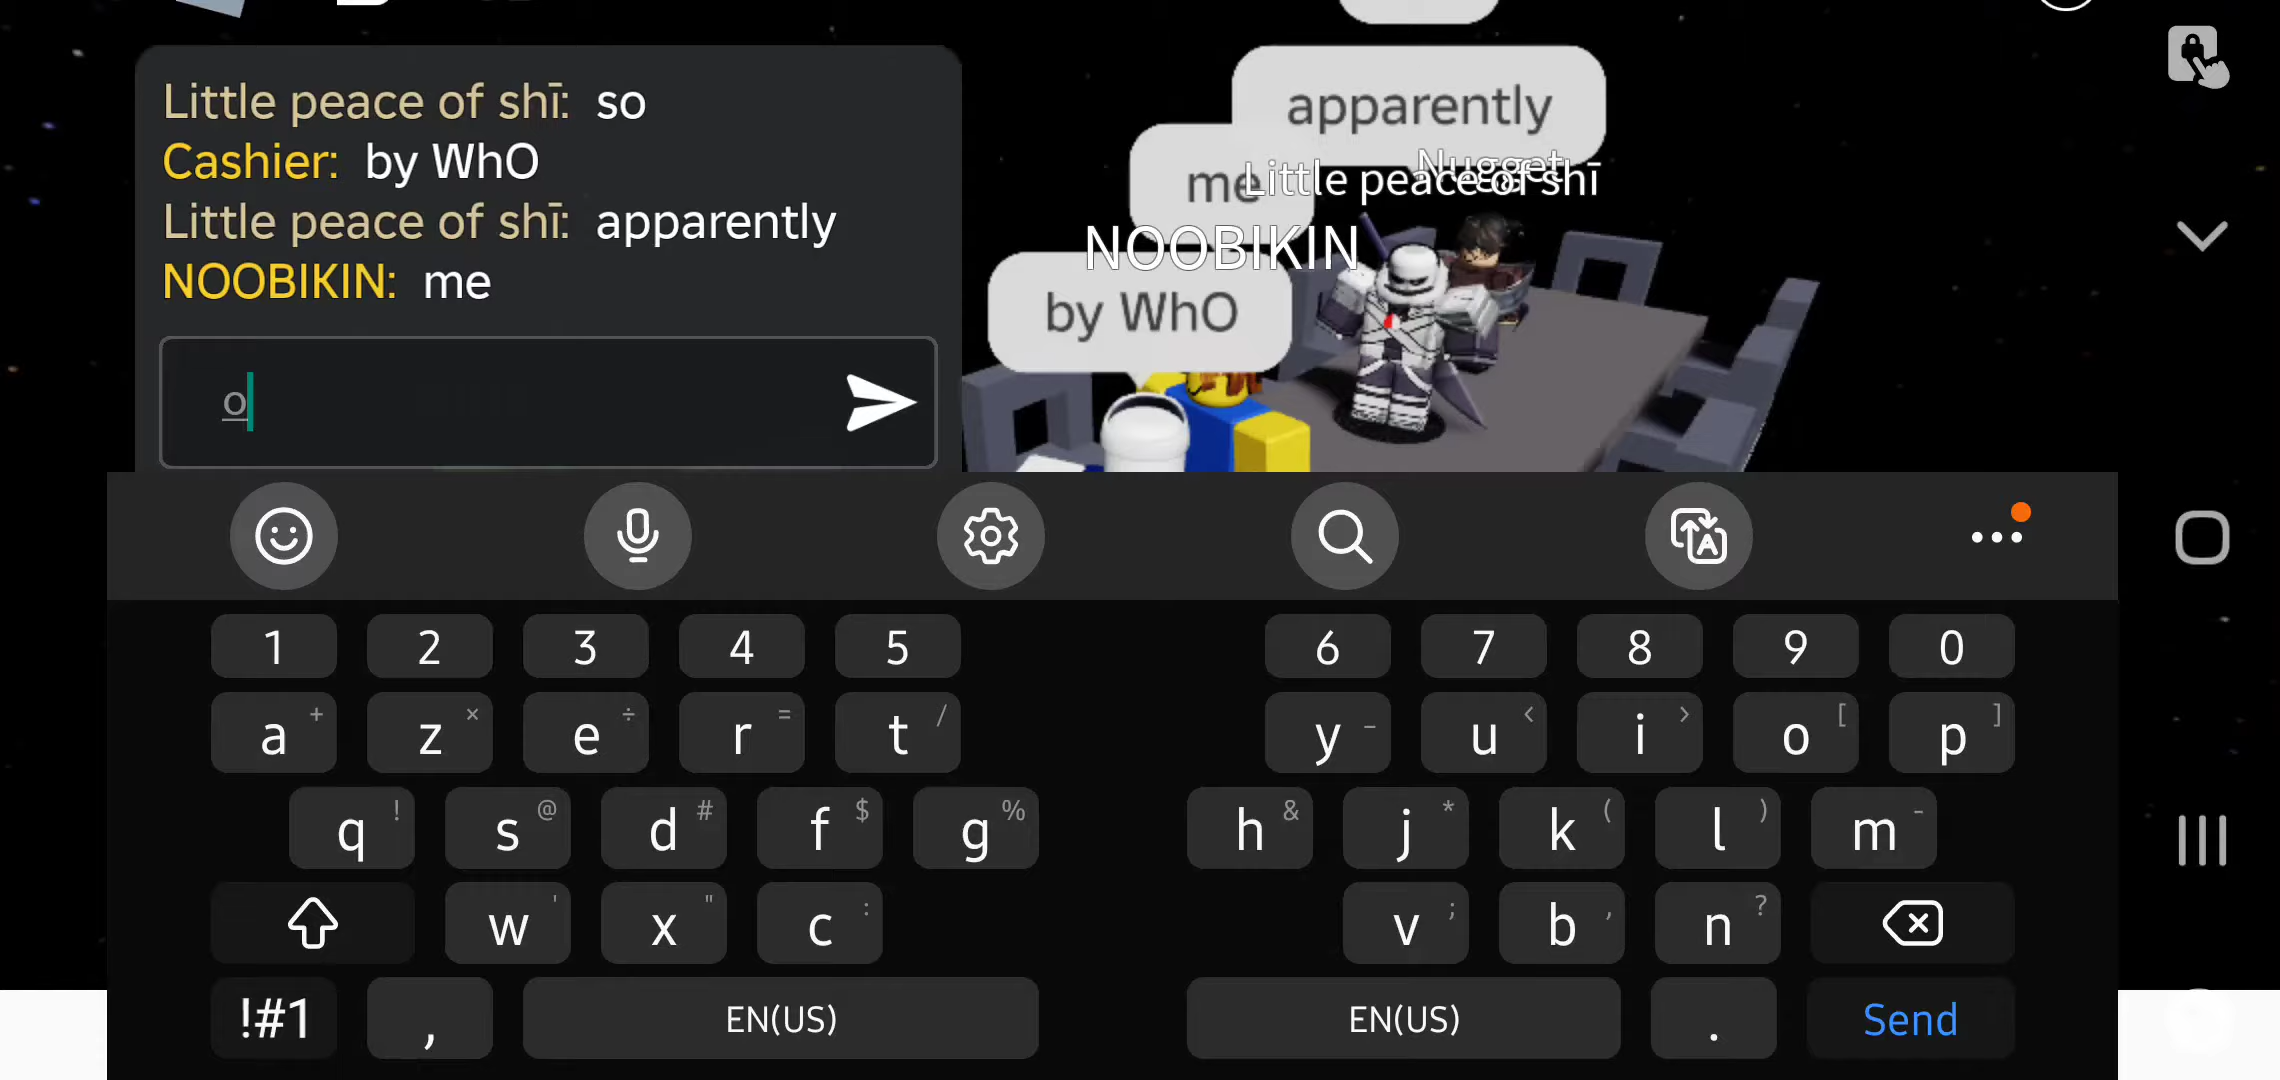 Little peace of shī: so
Cashier: by WhO
Little peace of shī: apparently
NOOBIKIN: me
o
apparently
Nugget
me
Little peace of shī
NOOBIKIN
by WhO
1 2 3 4 5 6 7 8 9 0
a + z × e ÷ r = t / y _ u < i > o [ p ]
q ! s @ d # f $ g % h & j * k ( l ) m -
w ' x " c : v ; b , n ?
!#1 , EN(US) EN(US) . Send